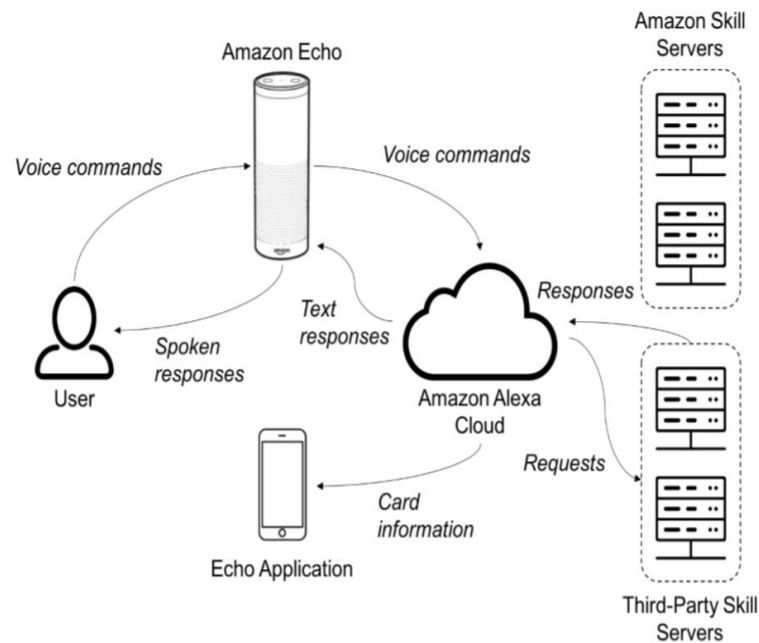 Amazon Echo
Amazon Skill
Servers
Voice commands
Voice commands
Responses
Text
responses
Spoken
responses
User
Amazon Alexa
Cloud
Requests
Card
information
Echo Application
Third-Party Skill
Servers